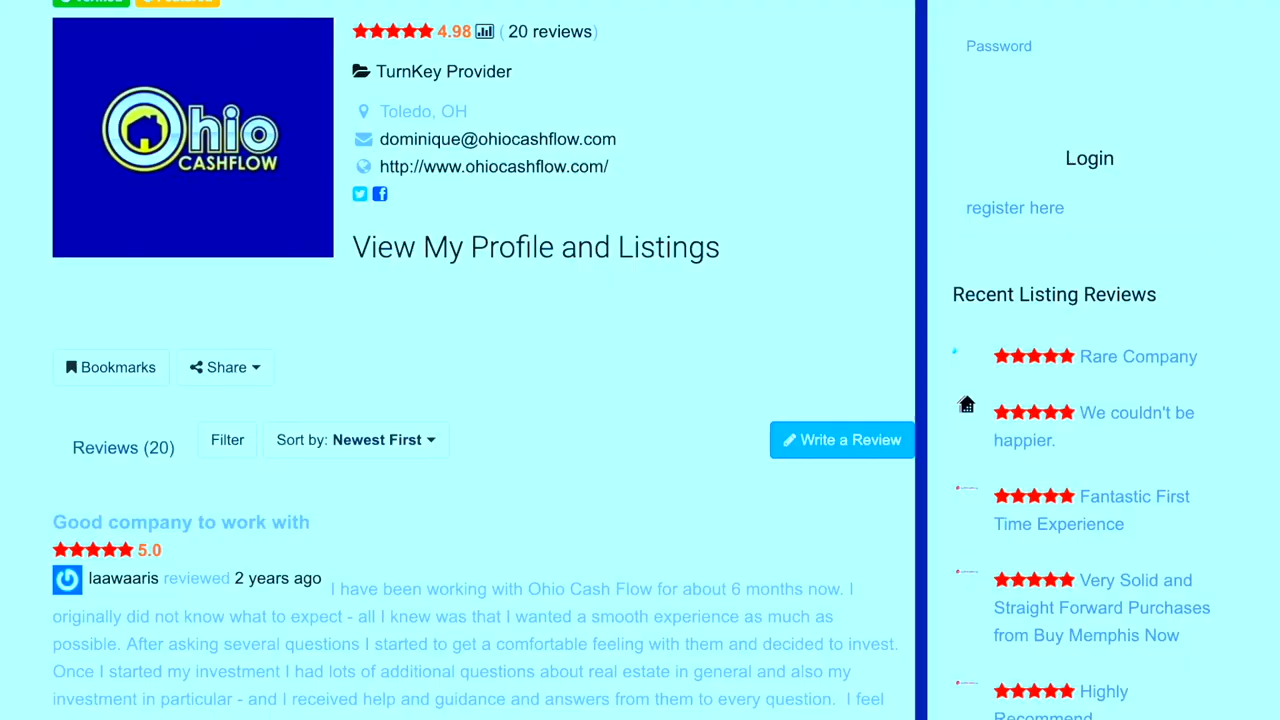 Verified Featured
Ohio
CASHFLOW
4.98 ( 20 reviews)
TurnKey Provider
Toledo, OH
dominique@ohiocashflow.com
http://www.ohiocashflow.com/
View My Profile and Listings
Bookmarks Share
Reviews (20) Filter Sort by: Newest First Write a Review
Good company to work with
5.0
laawaaris reviewed 2 years ago I have been working with Ohio Cash Flow for about 6 months now. I
originally did not know what to expect - all I knew was that I wanted a smooth experience as much as
possible. After asking several questions I started to get a comfortable feeling with them and decided to invest.
Once I started my investment I had lots of additional questions about real estate in general and also my
investment in particular - and I received help and guidance and answers from them to every question. I feel
Password
Login
register here
Recent Listing Reviews
Rare Company
We couldn't be
happier.
Fantastic First
Time Experience
Very Solid and
Straight Forward Purchases
from Buy Memphis Now
Highly
Recommend